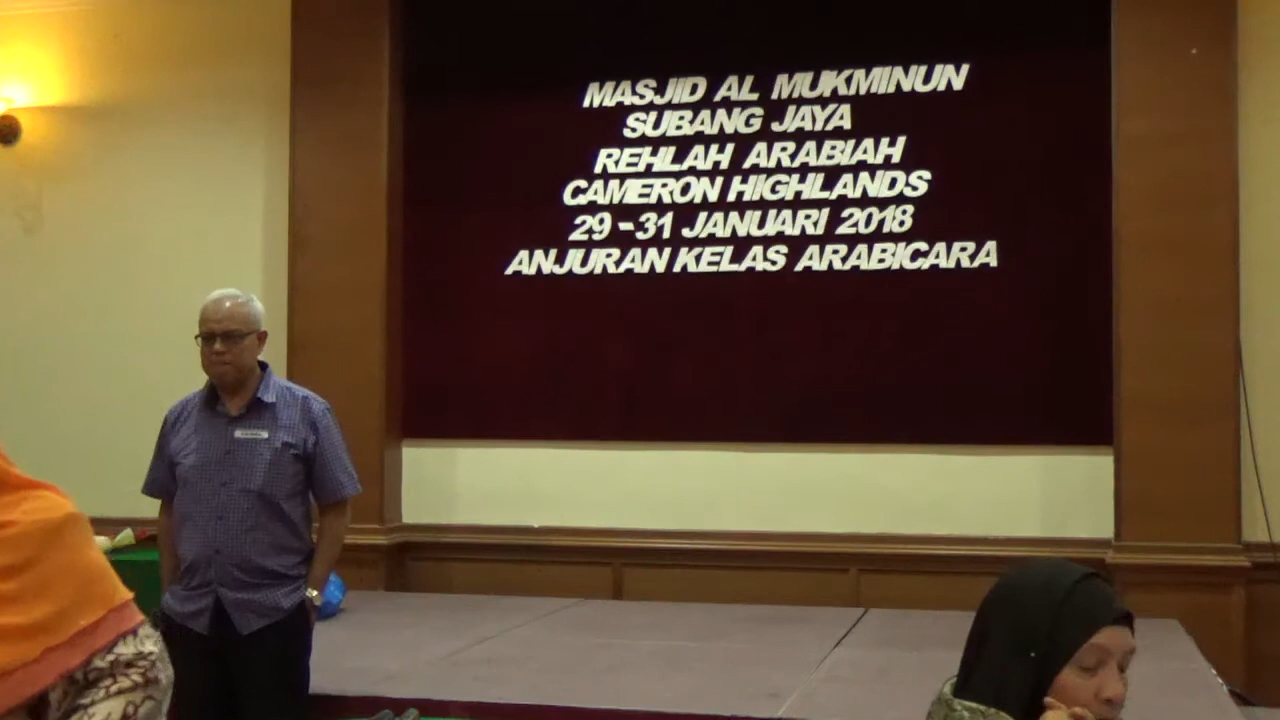 MASJID AL MUKMINUN
SUBANG JAYA
REHLAH ARABIAH
CAMERON HIGHLANDS
29-31 JANUARI 2018
ANJURAN KELAS ARABICARA